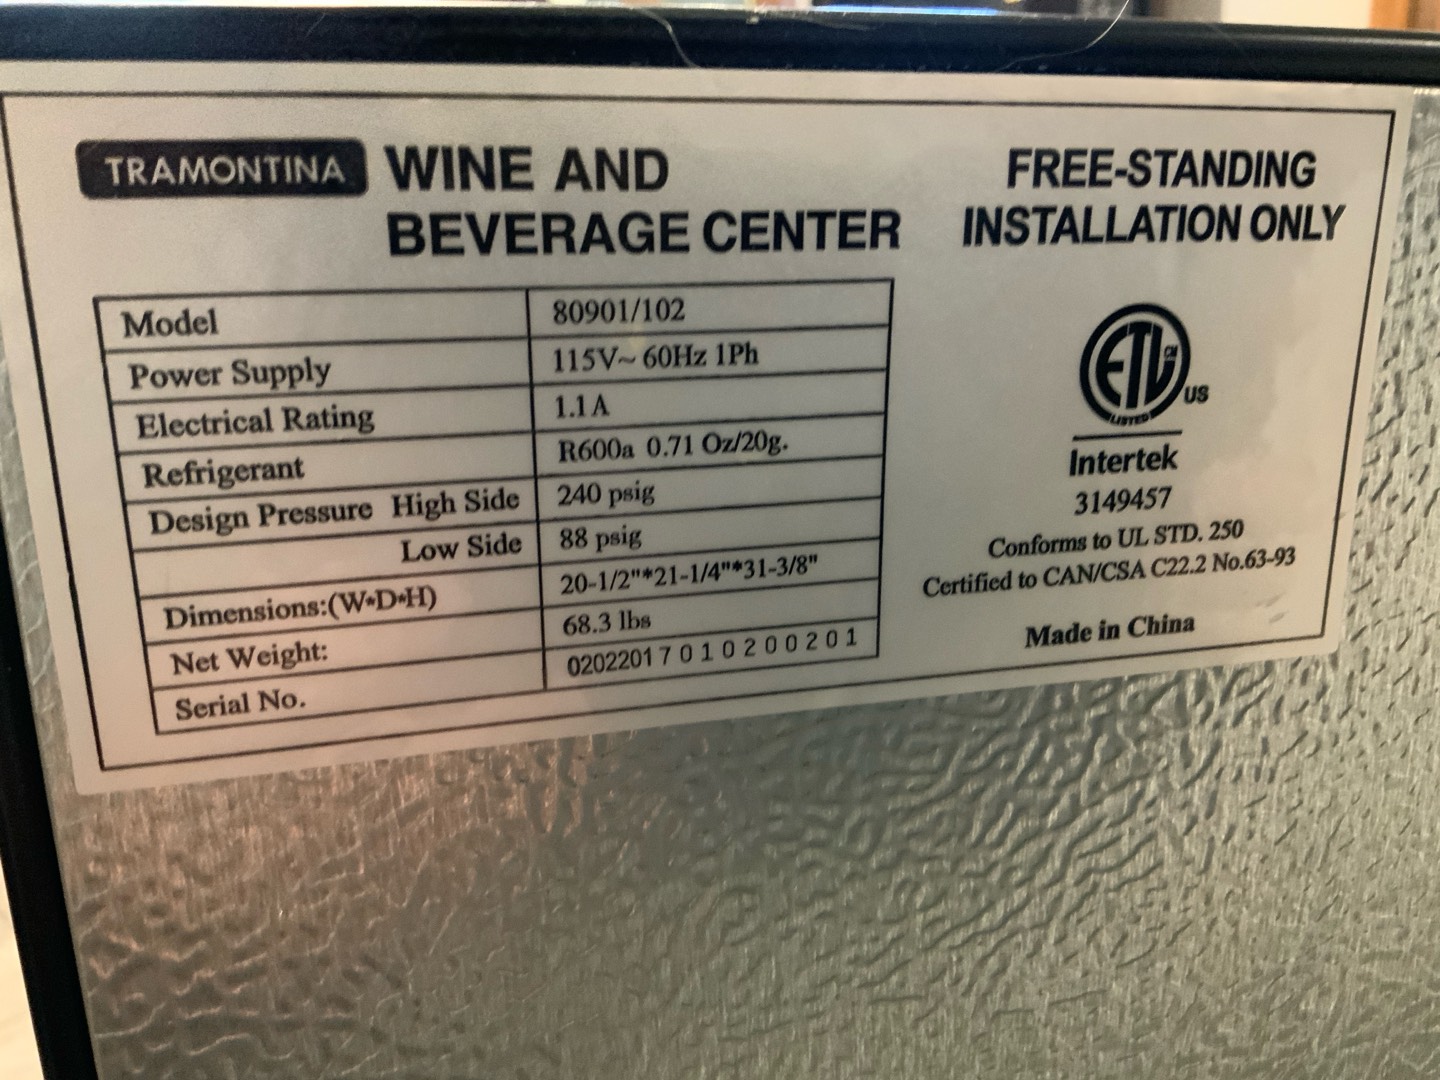 TRAMONTINA WINE AND
BEVERAGE CENTER
FREE-STANDING
INSTALLATION ONLY
Model 80901/102
Power Supply 115V~ 60Hz 1Ph
Electrical Rating 1.1A
Refrigerant R600a 0.71 Oz/20g.
Design Pressure High Side 240 psig
Low Side 88 psig
Dimensions:(W*D*H) 20-1/2"*21-1/4"*31-3/8"
Net Weight: 68.3 lbs
Serial No. 02022017010200201
ETL CM
US
LISTED
Intertek
3149457
Conforms to UL STD. 250
Certified to CAN/CSA C22.2 No.63-93
Made in China